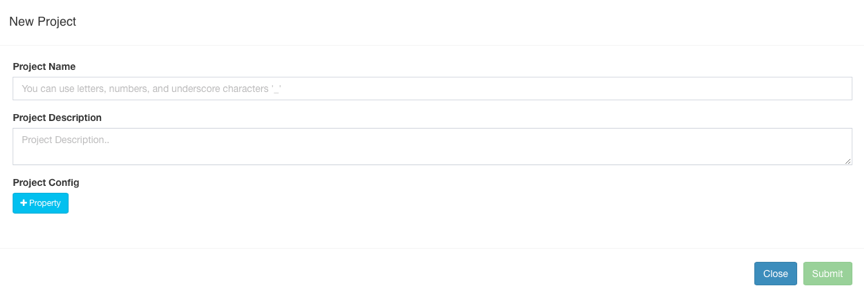 New Project
Project Name
You can use letters, numbers, and underscore characters '_'
Project Description
Project Description..
Project Config
+ Property
Close Submit